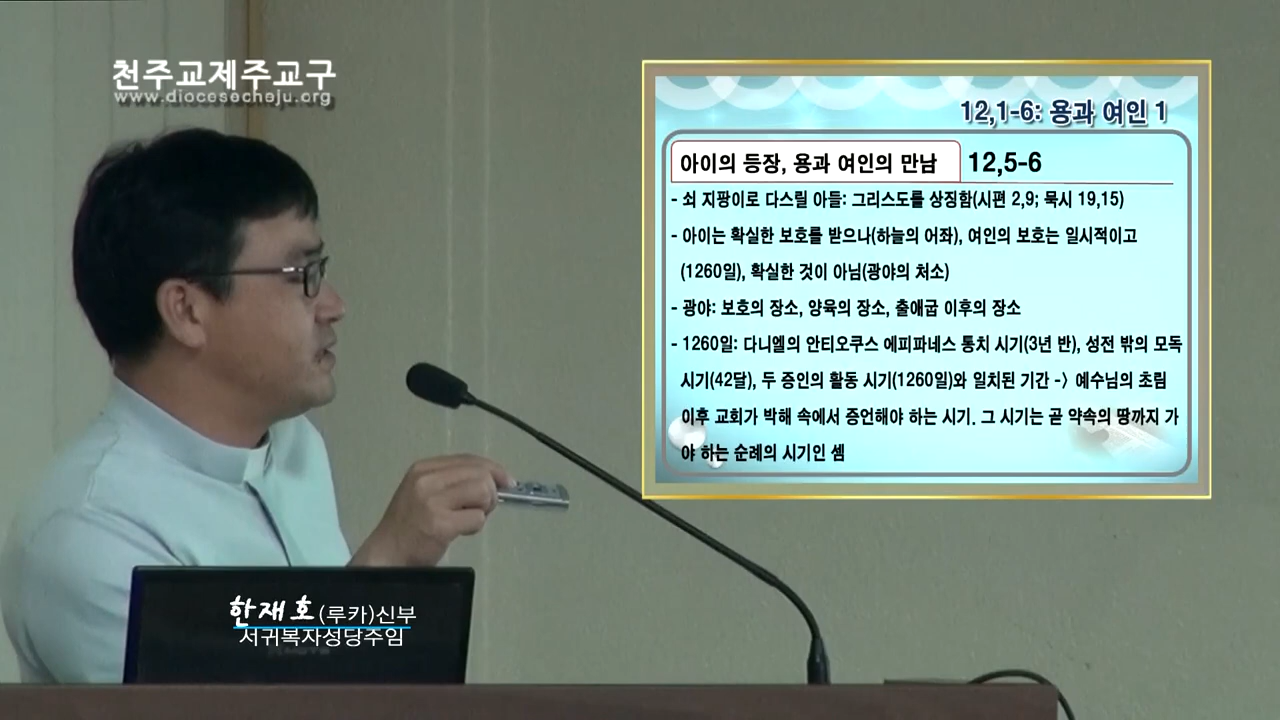 천주교제주교구
www.diocesecheju.org
12,1-6: 용과 여인 1
아이의 등장, 용과 여인의 만남 12,5-6
- 쇠 지팡이로 다스릴 아들: 그리스도를 상징함(시편 2,9; 묵시 19,15)
- 아이는 확실한 보호를 받으나(하늘의 어좌), 여인의 보호는 일시적이고
(1260일), 확실한 것이 아님(광야의 처소)
- 광야: 보호의 장소, 양육의 장소, 출애굽 이후의 장소
- 1260일: 다니엘의 안티오쿠스 에피파네스 통치 시기(3년 반), 성전 밖의 모독
시기(42달), 두 증인의 활동 시기(1260일)와 일치된 기간 -> 예수님의 초림
이후 교회가 박해 속에서 증언해야 하는 시기. 그 시기는 곧 약속의 땅까지 가
야 하는 순례의 시기인 셈
한재호(루카)신부
서귀복자성당주임